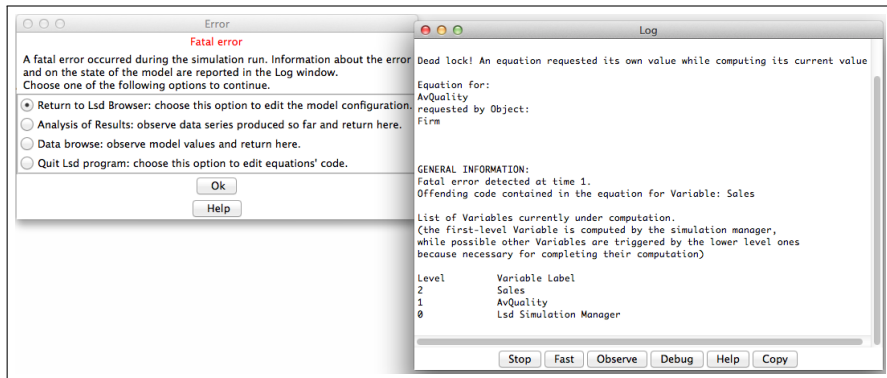 Error
Fatal error
A fatal error occurred during the simulation run. Information about the error
and on the state of the model are reported in the Log window.
Choose one of the following options to continue.
Return to Lsd Browser: choose this option to edit the model configuration.
Analysis of Results: observe data series produced so far and return here.
Data browse: observe model values and return here.
Quit Lsd program: choose this option to edit equations' code.
Ok
Help
Log
Dead lock! An equation requested its own value while computing its current value
Equation for:
AvQuality
requested by Object:
Firm
GENERAL INFORMATION:
Fatal error detected at time 1.
Offending code contained in the equation for Variable: Sales
List of Variables currently under computation.
(the first-level Variable is computed by the simulation manager,
while possible other Variables are triggered by the lower level ones
because necessary for completing their computation)
Level Variable Label
2 Sales
1 AvQuality
0 Lsd Simulation Manager
Stop Fast Observe Debug Help Copy